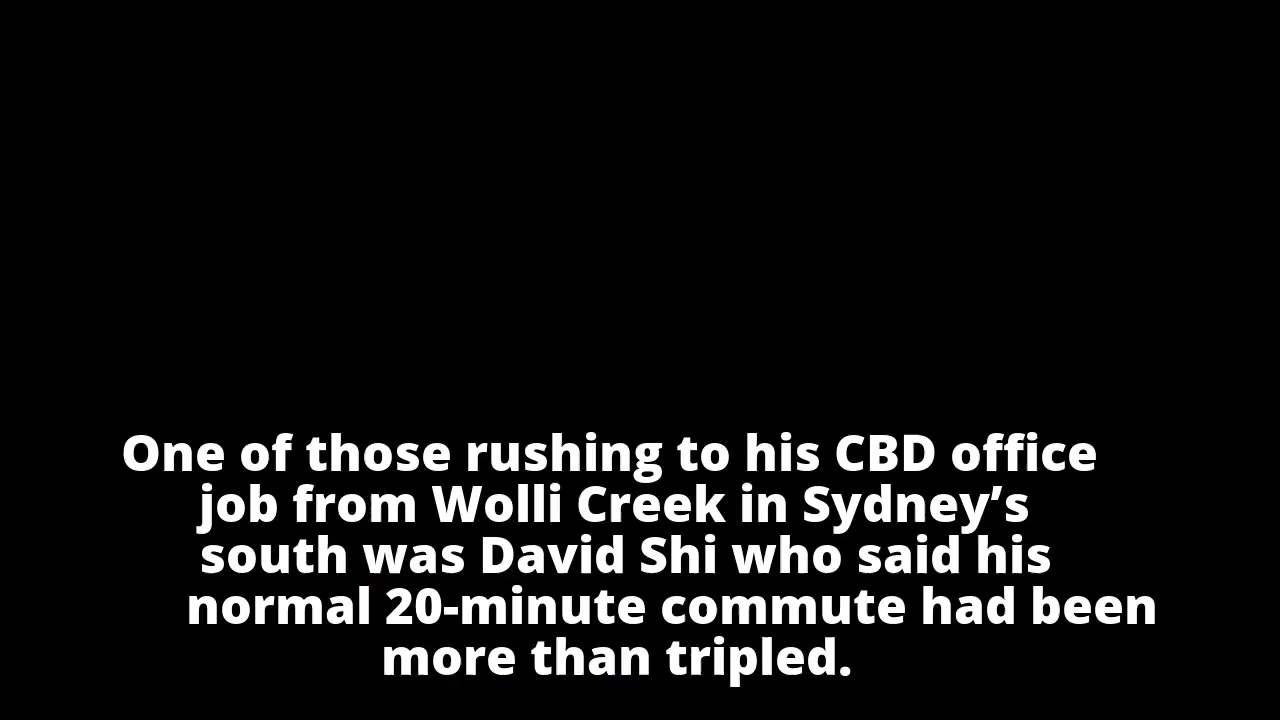 One of those rushing to his CBD office
job from Wolli Creek in Sydney’s
south was David Shi who said his
normal 20-minute commute had been
more than tripled.